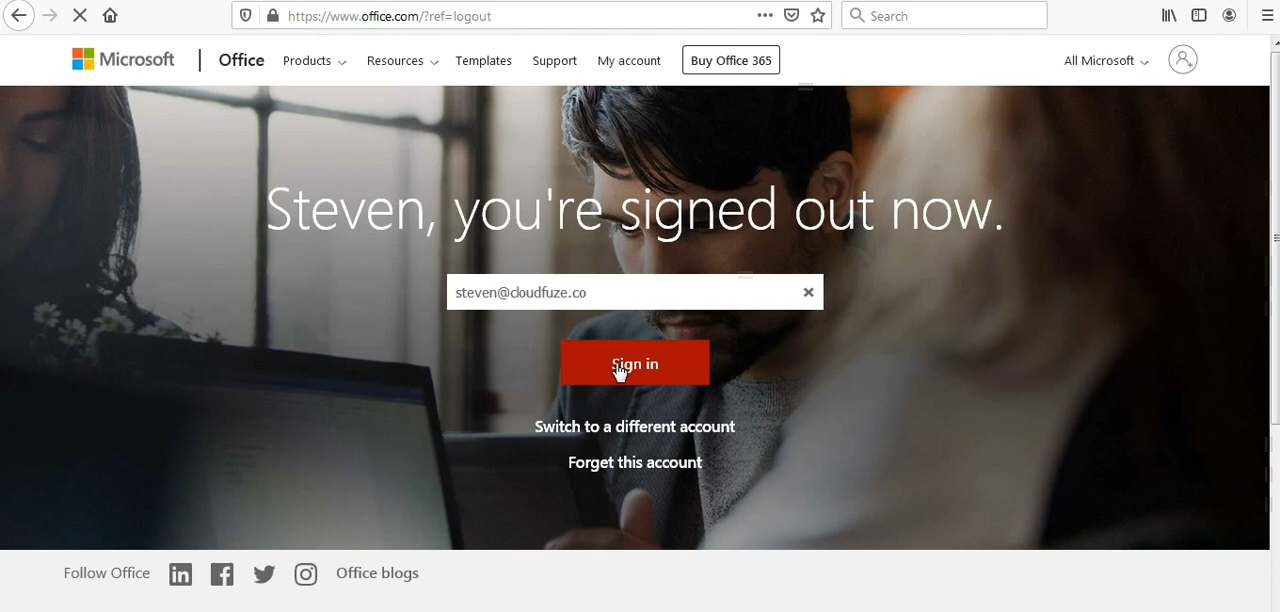 https://www.office.com/?ref=logout
Search
Microsoft Office Products Resources Templates Support My account Buy Office 365 All Microsoft
Steven, you're signed out now.
steven@cloudfuze.co
Sign in
Switch to a different account
Forget this account
Follow Office Office blogs